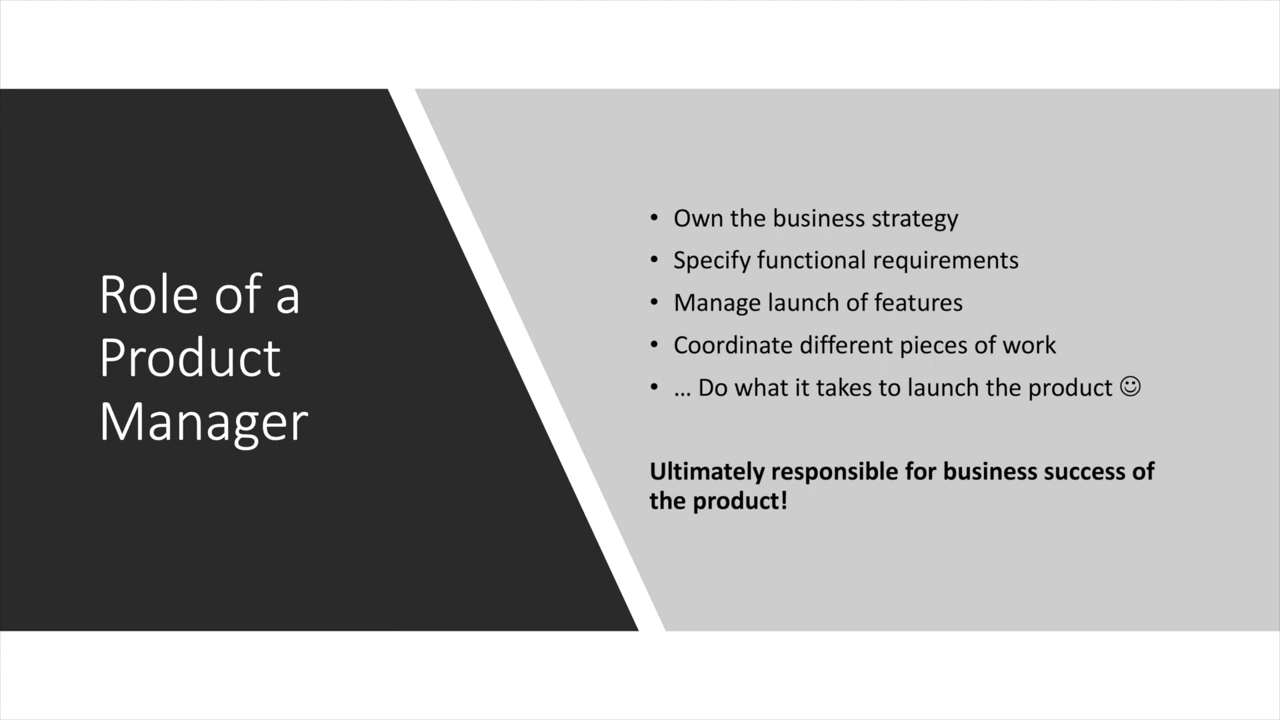 Role of a
Product
Manager
• Own the business strategy
• Specify functional requirements
• Manage launch of features
• Coordinate different pieces of work
• ... Do what it takes to launch the product ☺
Ultimately responsible for business success of
the product!